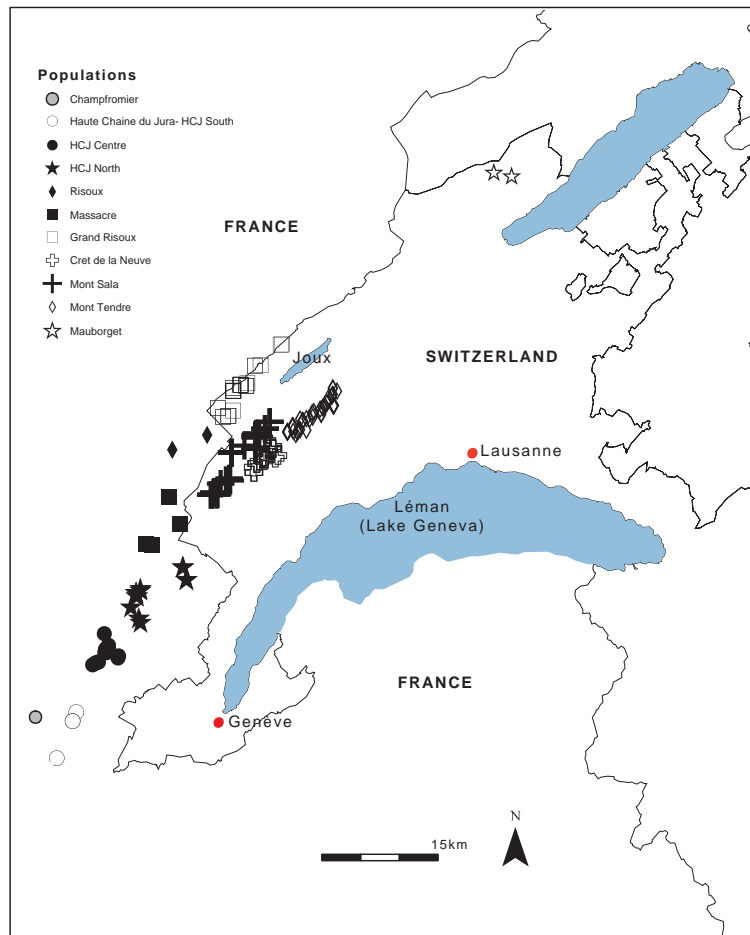 Populations
Champfromier
Haute Chaine du Jura- HCJ South
HCJ Centre
HCJ North
Risoux
Massacre
Grand Risoux
Cret de la Neuve
Mont Sala
Mont Tendre
Mauborget
FRANCE
Joux
SWITZERLAND
Lausanne
Léman
(Lake Geneva)
FRANCE
Genève
N
15km